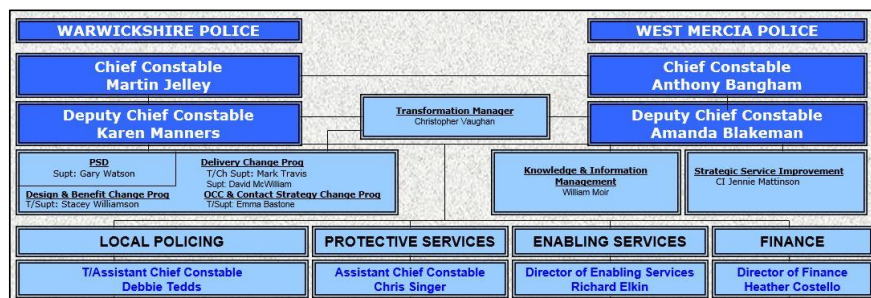 WARWICKSHIRE POLICE
WEST MERCIA POLICE
Chief Constable
Martin Jelley
Chief Constable
Anthony Bangham
Transformation Manager
Christopher Vaughan
Deputy Chief Constable
Karen Manners
Deputy Chief Constable
Amanda Blakeman
PSD
Supt: Gary Watson
Design & Benefit Change Prog
T/Supt: Stacey Williamson
Delivery Change Prog
T/Ch Supt: Mark Travis
Supt: David McWilliam
OCC & Contact Strategy Change Prog
T/Supt: Emma Bastone
Knowledge & Information
Management
William Moir
Strategic Service Improvement
CI Jennie Mattinson
LOCAL POLICING
PROTECTIVE SERVICES
ENABLING SERVICES
FINANCE
T/Assistant Chief Constable
Debbie Tedds
Assistant Chief Constable
Chris Singer
Director of Enabling Services
Richard Elkin
Director of Finance
Heather Costello